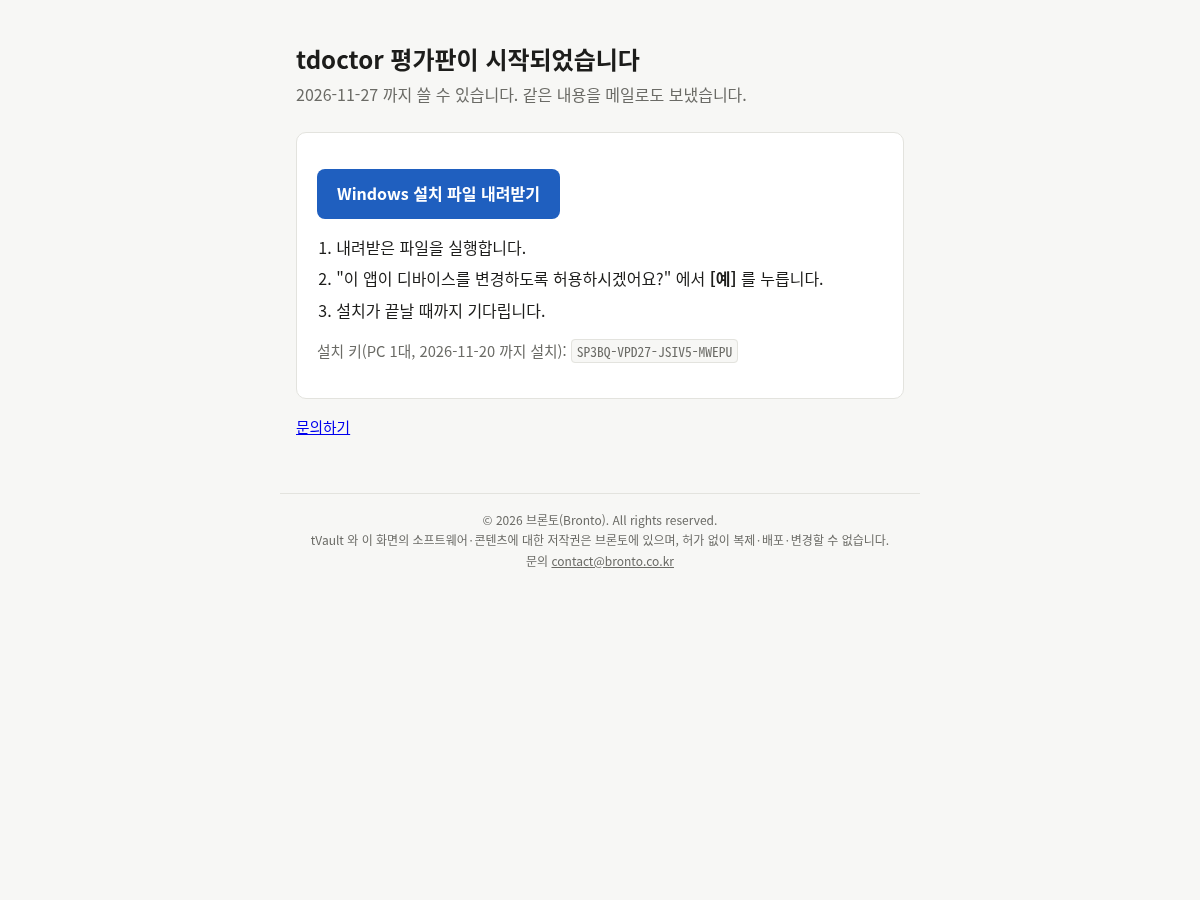 tdoctor 평가판이 시작되었습니다
2026-11-27 까지 쓸 수 있습니다. 같은 내용을 메일로도 보냈습니다.
Windows 설치 파일 내려받기
1. 내려받은 파일을 실행합니다.
2. "이 앱이 디바이스를 변경하도록 허용하시겠어요?" 에서 [예] 를 누릅니다.
3. 설치가 끝날 때까지 기다립니다.
설치 키(PC 1대, 2026-11-20 까지 설치): SP3BQ-VPD27-JSIV5-MWEPU
문의하기
© 2026 브론토(Bronto). All rights reserved.
tVault 와 이 화면의 소프트웨어·콘텐츠에 대한 저작권은 브론토에 있으며, 허가 없이 복제·배포·변경할 수 없습니다.
문의 contact@bronto.co.kr